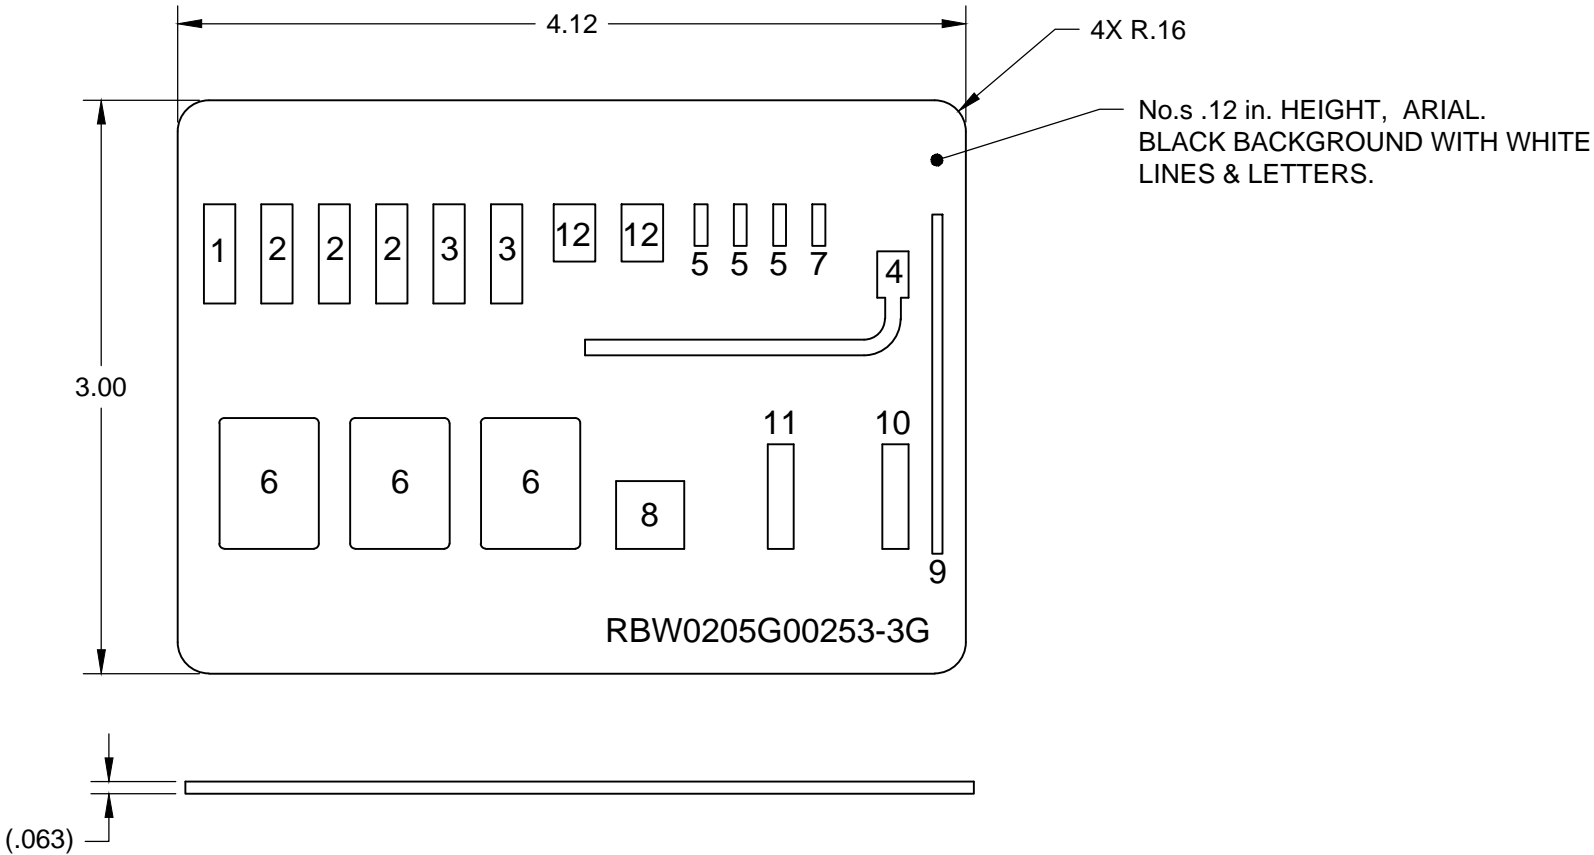 4.12
4X R.16
No.s .12 in. HEIGHT, ARIAL.
BLACK BACKGROUND WITH WHITE
LINES & LETTERS.
1 2 2 2 3 3 12 12
5 5 5 7
4
3.00
11 10
6 6 6 8
9
RBW0205G00253-3G
(.063)